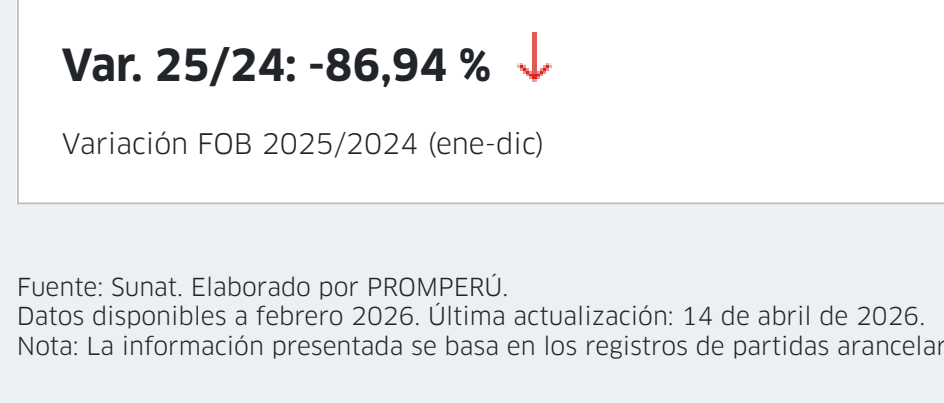 Var. 25/24: -86,94 %
Variación FOB 2025/2024 (ene-dic)
Fuente: Sunat. Elaborado por PROMPERÚ.
Datos disponibles a febrero 2026. Última actualización: 14 de abril de 2026.
Nota: La información presentada se basa en los registros de partidas arancelar